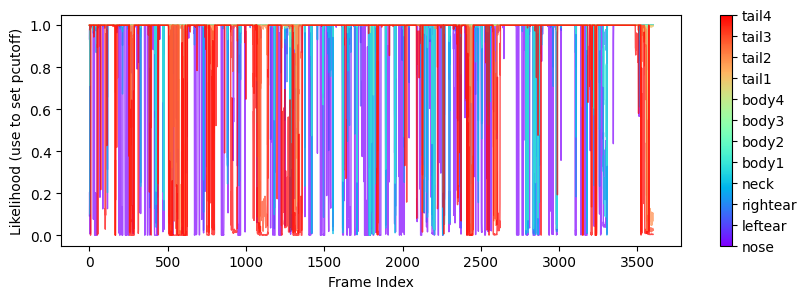 1.0
0.8
0.6
0.4
0.2
0.0
Likelihood (use to set pcutoff)
0
500
1000
1500
2000
2500
3000
3500
Frame Index
tail4
tail3
tail2
tail1
body4
body3
body2
body1
neck
rightear
leftear
nose